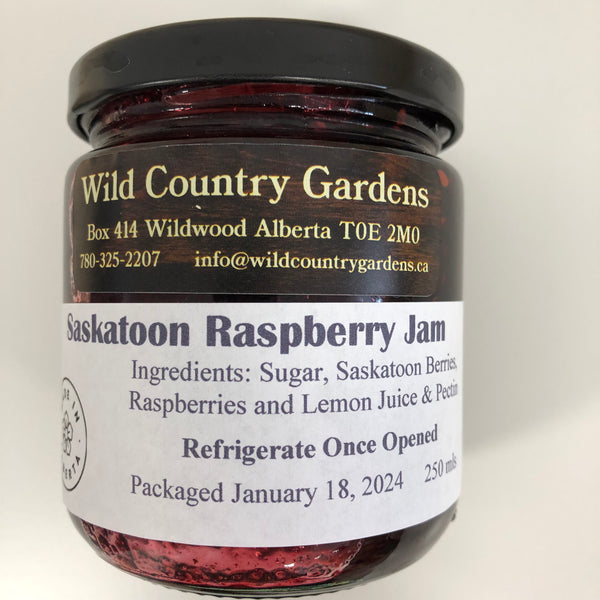 Wild Country Gardens
Box 414 Wildwood Alberta T0E 2M0
780-325-2207 info@wildcountrygardens.ca
Saskatoon Raspberry Jam
Ingredients: Sugar, Saskatoon Berries,
Raspberries and Lemon Juice & Pectin
Refrigerate Once Opened
Packaged January 18, 2024 250 mls